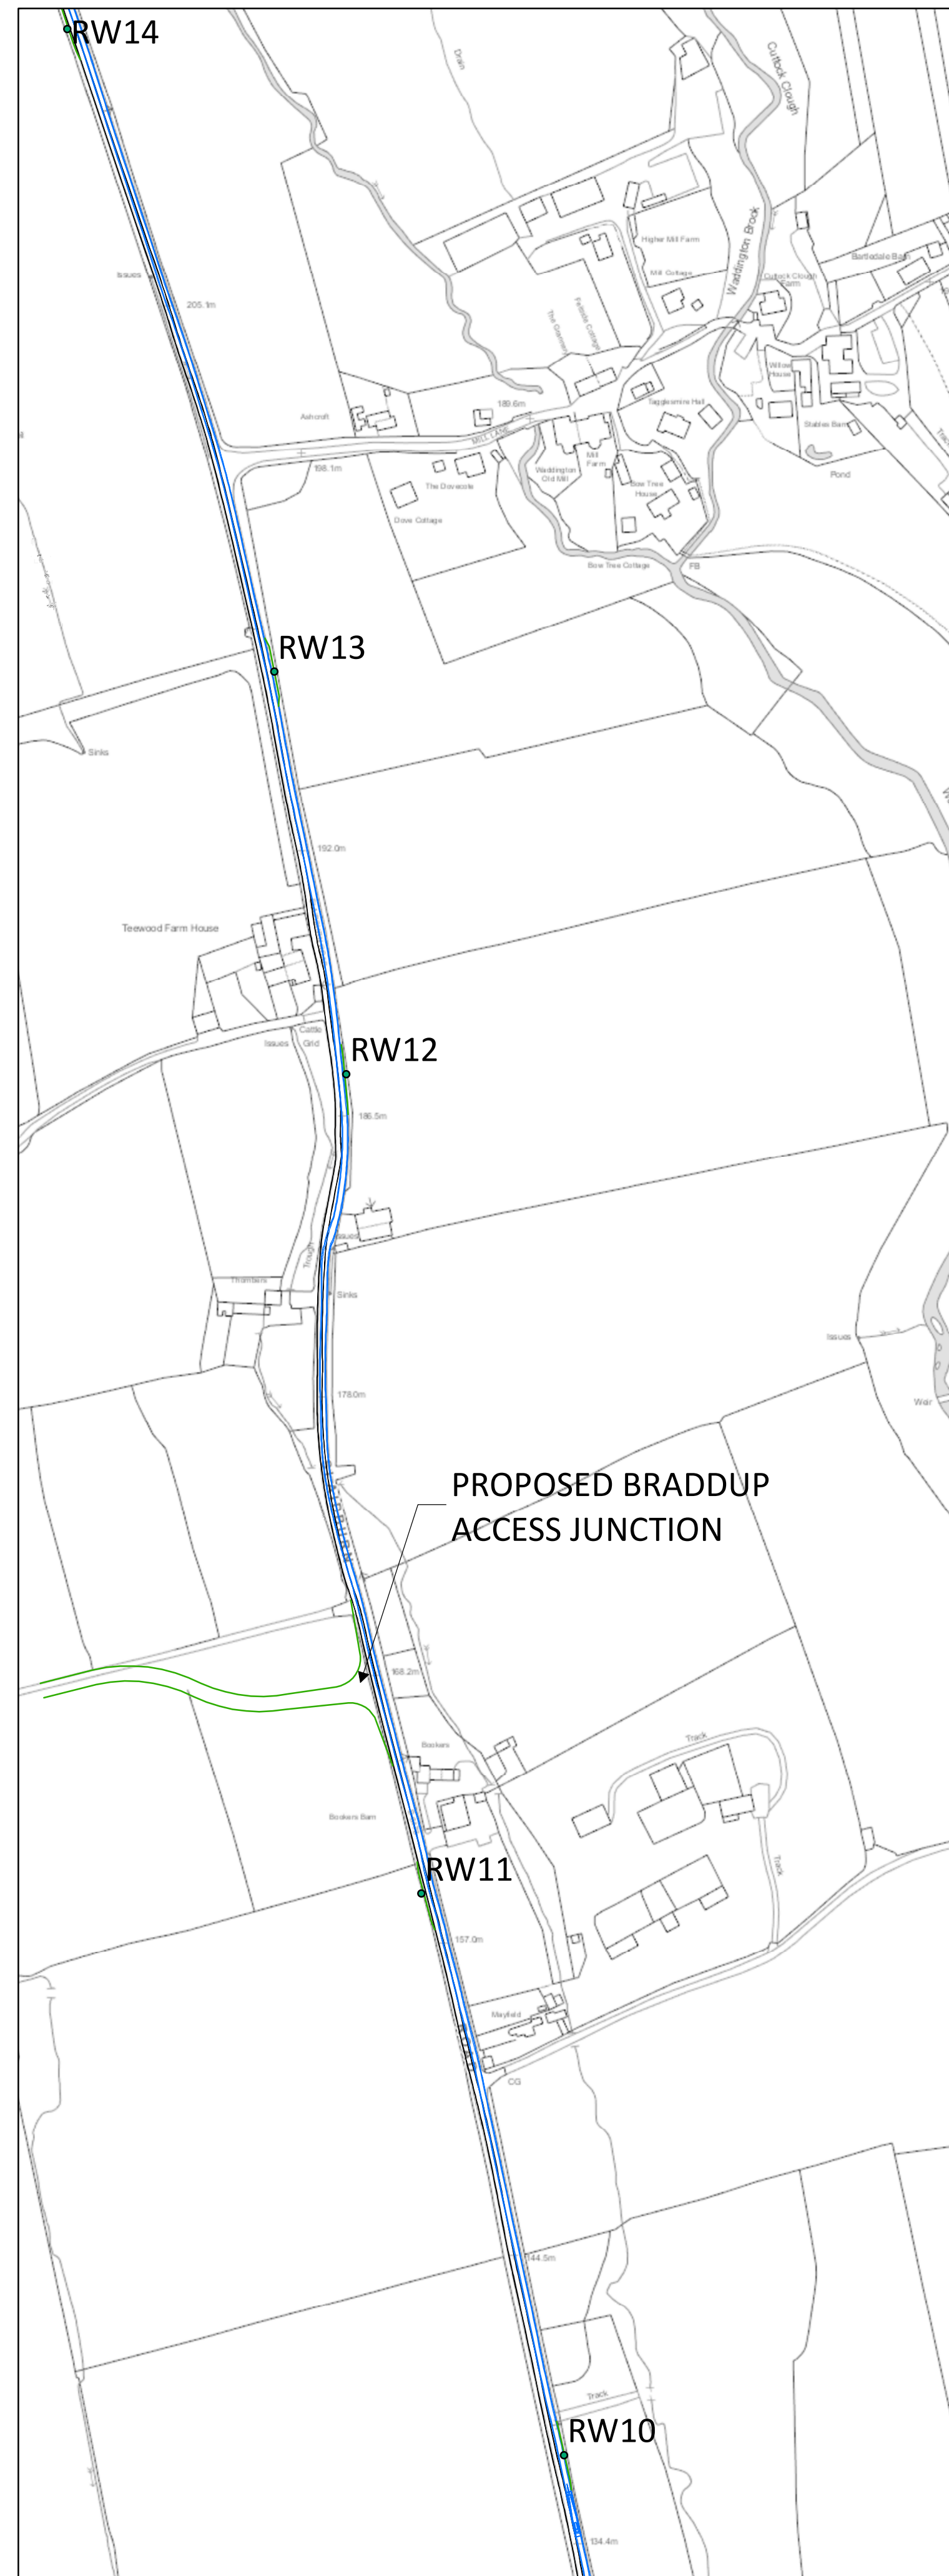 RW14
Drain
Cuttock Clough
Higher Mill Farm
Waddington Brook
Bartledale Barn
Issues
Mill Cottage
Cuttock Clough
Farm
205.1m
Fellside Cottage
The Granary
Willow
House
189.6m
Tagglesmire Hall
Ashcroft
Stables Barn
MILL LANE
Mill
Farm
198.1m
Waddington
Old Mill
Pond
The Dovecote
Bow Tree
House
Dove Cottage
Bow Tree Cottage
FB
RW13
Sinks
192.0m
Teewood Farm House
Cattle
Grid
Issues
RW12
186.5m
Issues
Trough
Thornbers
Sinks
Issues
178.0m
Weir
PROPOSED BRADDUP
ACCESS JUNCTION
168.2m
Track
Bookers
Bookers Barn
Track
RW11
157.0m
Mayfield
CG
144.5m
Track
RW10
134.4m